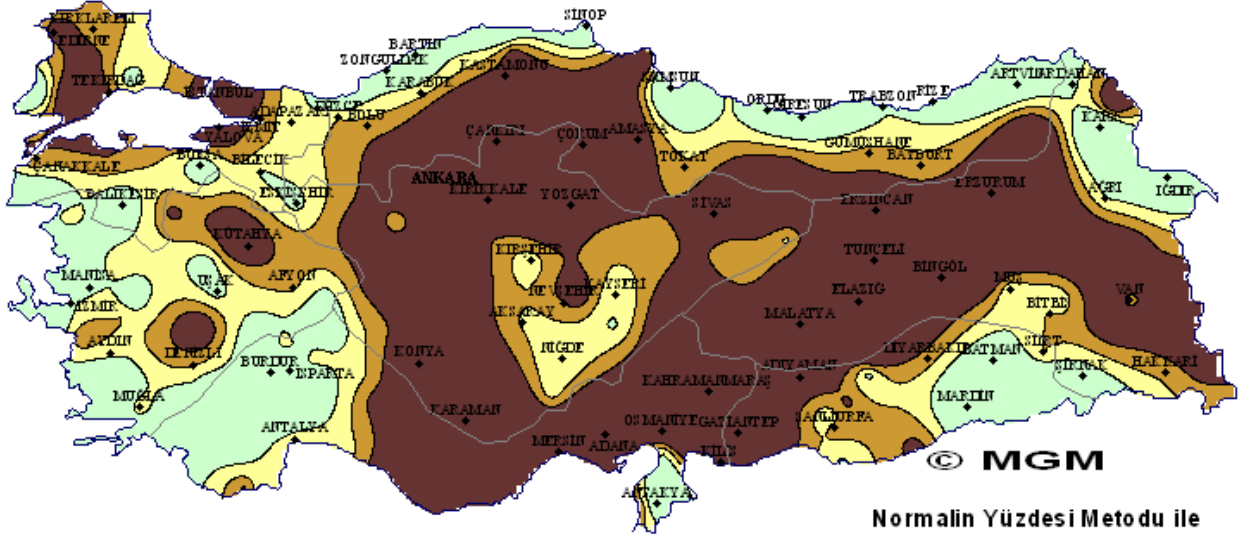 SİNOP
KIRKLARELİ
EDİRNE
BARTIN
ZONGULDAK
KASTAMONU
KARABÜK
TEKİRDAĞ
İSTANBUL
SAMSUN
ARTVİN
ARDAHAN
RİZE
TRABZON
ORDU
GİRESUN
DÜZCE
ADAPAZARI
İZMİT
BOLU
KARS
YALOVA
ÇANKIRI
ÇORUM
AMASYA
GÜMÜŞHANE
BAYBURT
TOKAT
ÇANAKKALE
BURSA
BİLECİK
ANKARA
KIRIKKALE
ESKİŞEHİR
BALIKESİR
YOZGAT
SİVAS
ERZİNCAN
ERZURUM
AĞRI
IĞDIR
KÜTAHYA
KIRŞEHİR
TUNCELİ
BİNGÖL
MUŞ
VAN
MANİSA
UŞAK
AFYON
NEVŞEHİR
KAYSERİ
ELAZIĞ
BİTLİS
İZMİR
AKSARAY
MALATYA
AYDIN
DENİZLİ
BURDUR
ISPARTA
KONYA
NİĞDE
ADIYAMAN
DİYARBAKIR
BATMAN
SİİRT
ŞIRNAK
HAKKARİ
KAHRAMANMARAŞ
MUĞLA
KARAMAN
MARDİN
ANTALYA
MERSİN
ADANA
OSMANİYE
GAZİANTEP
ŞANLIURFA
KİLİS
© MGM
ANTAKYA
Normalin Yüzdesi Metodu ile